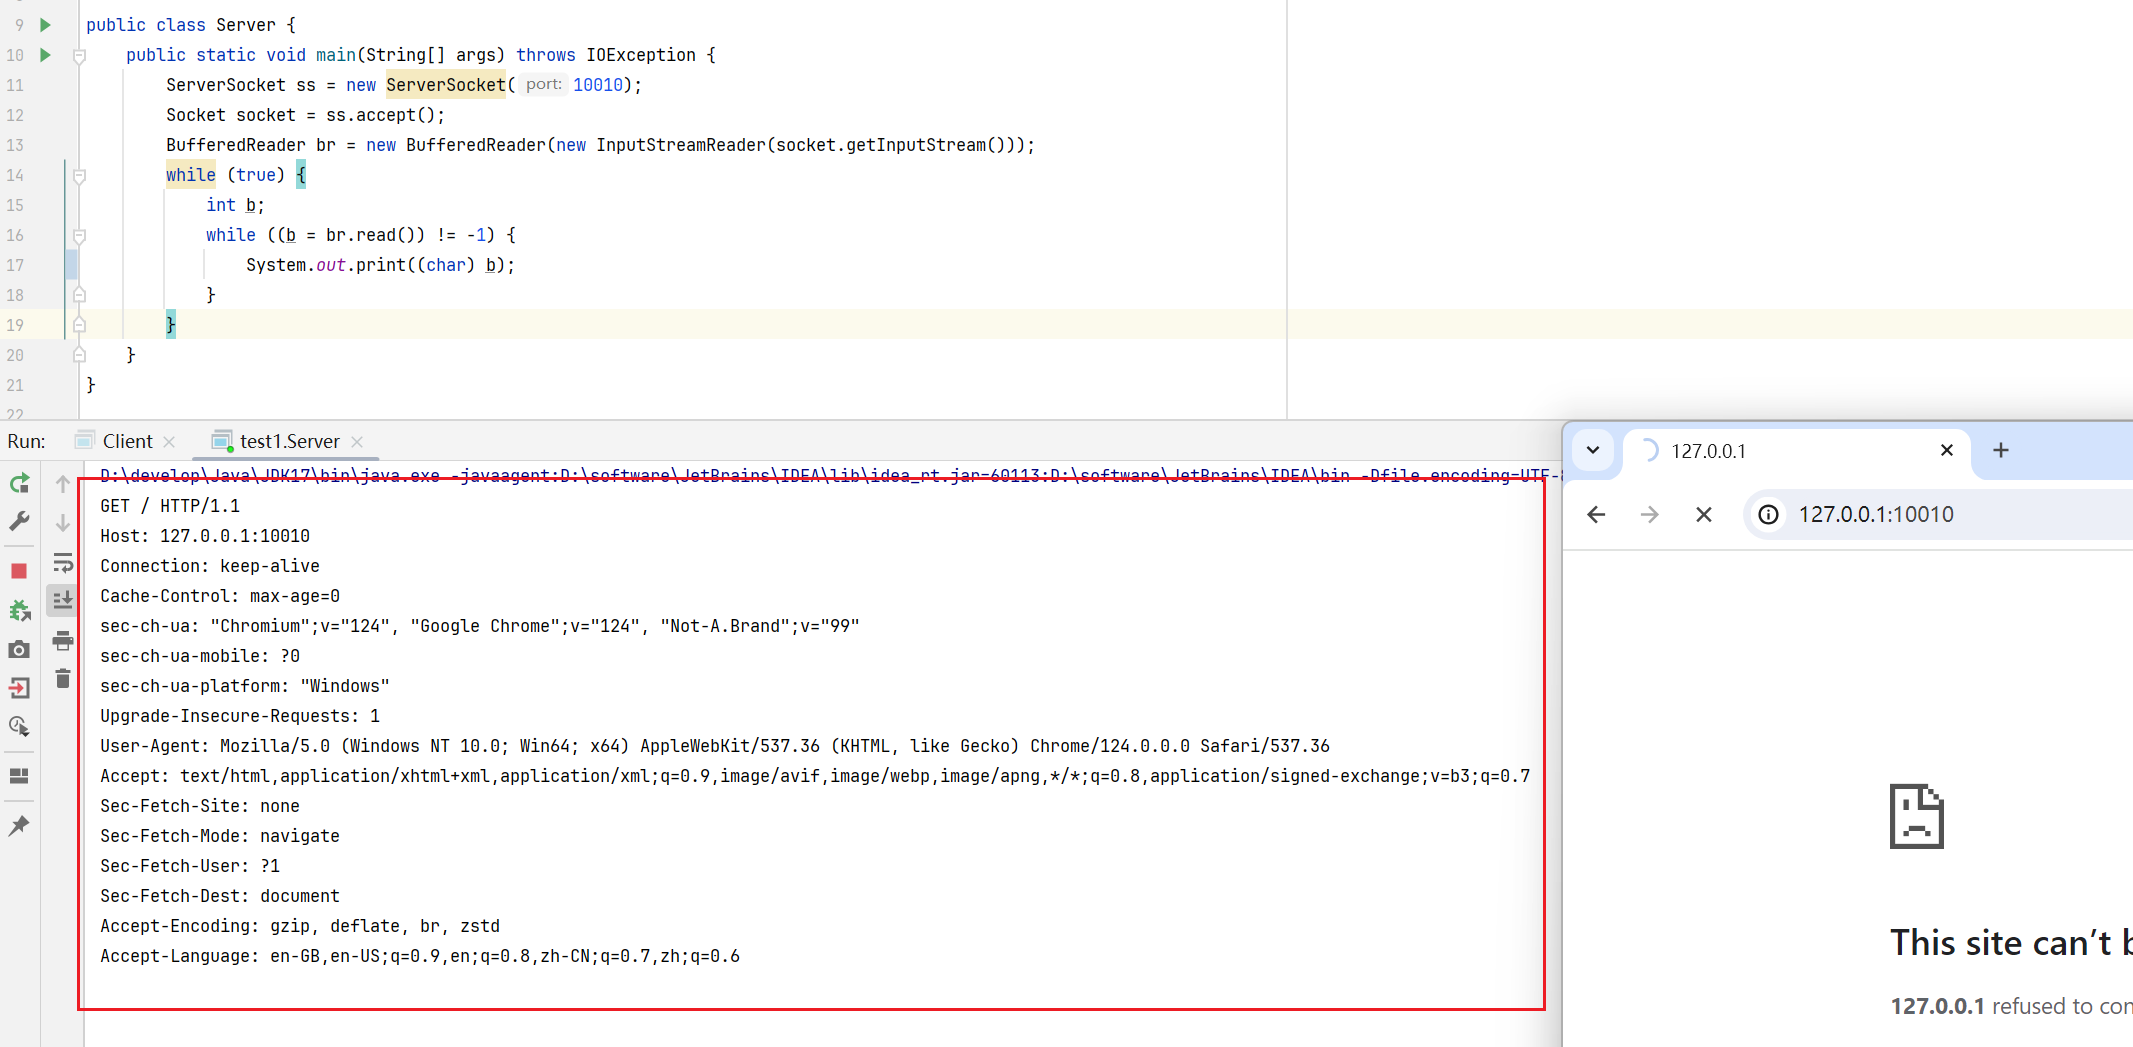 9 public class Server {
10 public static void main(String[] args) throws IOException {
11 ServerSocket ss = new ServerSocket( port: 10010);
12 Socket socket = ss.accept();
13 BufferedReader br = new BufferedReader(new InputStreamReader(socket.getInputStream()));
14 while (true) {
15 int b;
16 while ((b = br.read()) != -1) {
17 System.out.print((char) b);
18 }
19 }
20 }
21 }
22
Run: Client test1.Server
D:\develop\Java\JDK17\bin\java.exe -javaagent:D:\software\JetBrains\IDEA\lib\idea_rt.jar=60113:D:\software\JetBrains\IDEA\bin -Dfile.encoding=UTF-8
GET / HTTP/1.1
Host: 127.0.0.1:10010
Connection: keep-alive
Cache-Control: max-age=0
sec-ch-ua: "Chromium";v="124", "Google Chrome";v="124", "Not-A.Brand";v="99"
sec-ch-ua-mobile: ?0
sec-ch-ua-platform: "Windows"
Upgrade-Insecure-Requests: 1
User-Agent: Mozilla/5.0 (Windows NT 10.0; Win64; x64) AppleWebKit/537.36 (KHTML, like Gecko) Chrome/124.0.0.0 Safari/537.36
Accept: text/html,application/xhtml+xml,application/xml;q=0.9,image/avif,image/webp,image/apng,*/*;q=0.8,application/signed-exchange;v=b3;q=0.7
Sec-Fetch-Site: none
Sec-Fetch-Mode: navigate
Sec-Fetch-User: ?1
Sec-Fetch-Dest: document
Accept-Encoding: gzip, deflate, br, zstd
Accept-Language: en-GB,en-US;q=0.9,en;q=0.8,zh-CN;q=0.7,zh;q=0.6
127.0.0.1
127.0.0.1:10010
This site can't b
127.0.0.1 refused to con